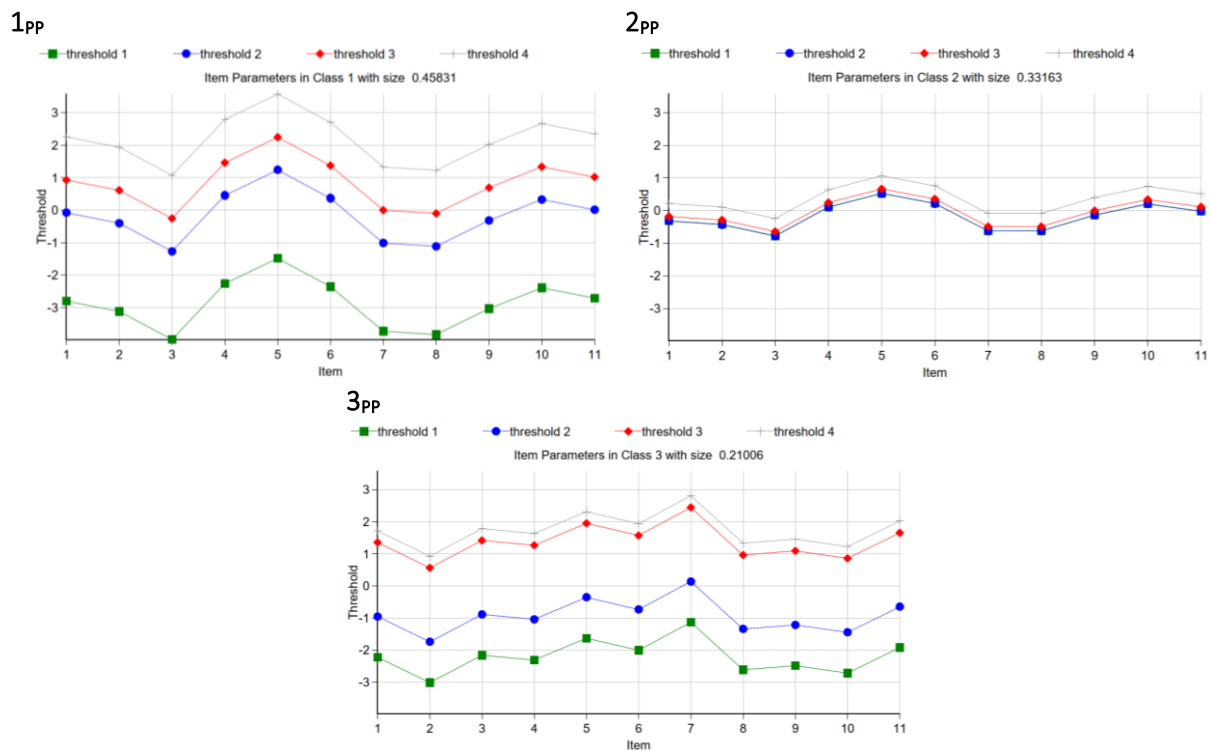 1PP
threshold 1 threshold 2 threshold 3 threshold 4
Item Parameters in Class 1 with size 0.45831
3
2
1
0
-1
-2
-3
Threshold
1 2 3 4 5 6 7 8 9 10 11
Item
2PP
threshold 1 threshold 2 threshold 3 threshold 4
Item Parameters in Class 2 with size 0.33163
3
2
1
0
-1
-2
-3
Threshold
1 2 3 4 5 6 7 8 9 10 11
Item
3PP
threshold 1 threshold 2 threshold 3 threshold 4
Item Parameters in Class 3 with size 0.21006
3
2
1
0
-1
-2
-3
Threshold
1 2 3 4 5 6 7 8 9 10 11
Item